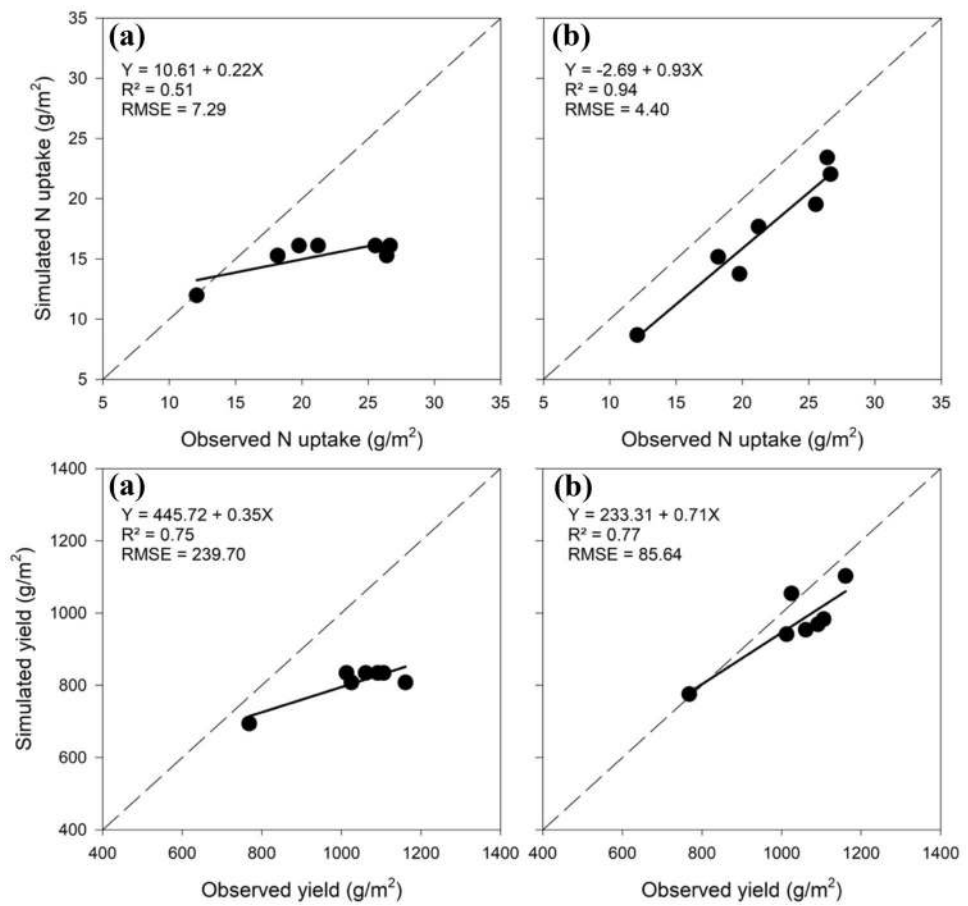 (a)
Y = 10.61 + 0.22X
R² = 0.51
RMSE = 7.29
35
30
25
20
15
10
5
Simulated N uptake (g/m²)
5 10 15 20 25 30 35
Observed N uptake (g/m²)
(b)
Y = -2.69 + 0.93X
R² = 0.94
RMSE = 4.40
5 10 15 20 25 30 35
Observed N uptake (g/m²)
(a)
Y = 445.72 + 0.35X
R² = 0.75
RMSE = 239.70
1400
1200
1000
800
600
400
Simulated yield (g/m²)
400 600 800 1000 1200 1400
Observed yield (g/m²)
(b)
Y = 233.31 + 0.71X
R² = 0.77
RMSE = 85.64
400 600 800 1000 1200 1400
Observed yield (g/m²)